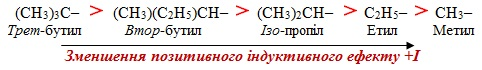 (CH3)3C– > (CH3)(C2H5)CH– > (CH3)2CH– > C2H5– > CH3–
Трет-бутил Втор-бутил Ізо-пропіл Етил Метил
Зменшення позитивного індуктивного ефекту +I